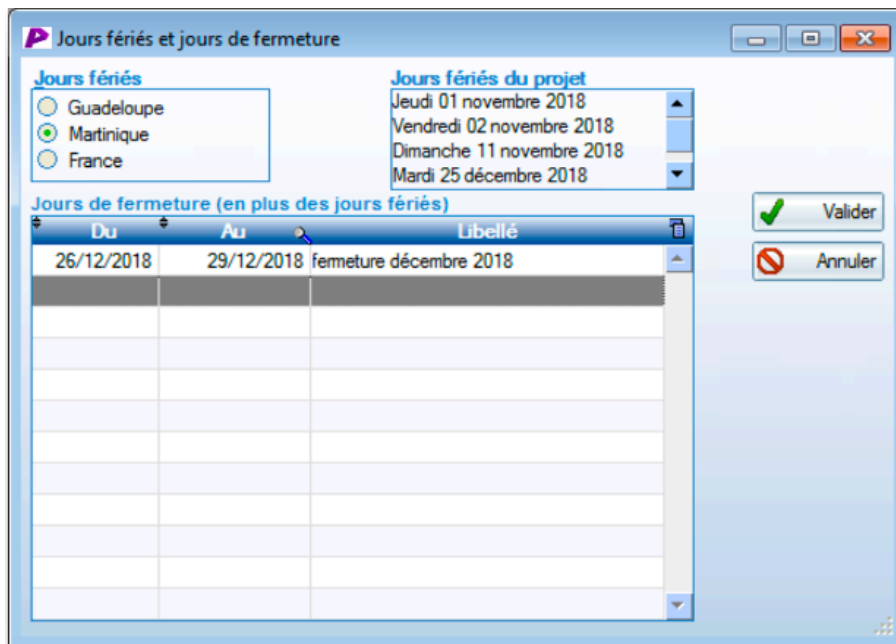 Jours fériés et jours de fermeture
Jours fériés
Guadeloupe
Martinique
France
Jours fériés du projet
Jeudi 01 novembre 2018
Vendredi 02 novembre 2018
Dimanche 11 novembre 2018
Mardi 25 décembre 2018
Jours de fermeture (en plus des jours fériés)
Du Au Libellé
26/12/2018 29/12/2018 fermeture décembre 2018
Valider
Annuler